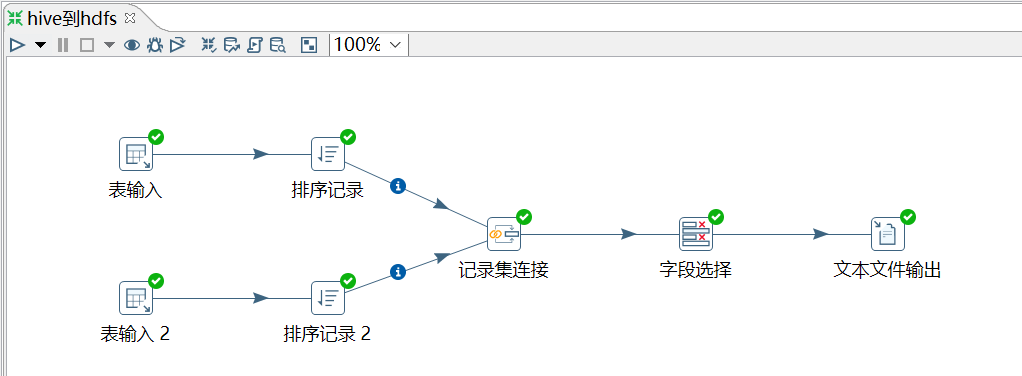 hive到hdfs
100%
表输入
排序记录
记录集连接
字段选择
文本文件输出
表输入 2
排序记录 2